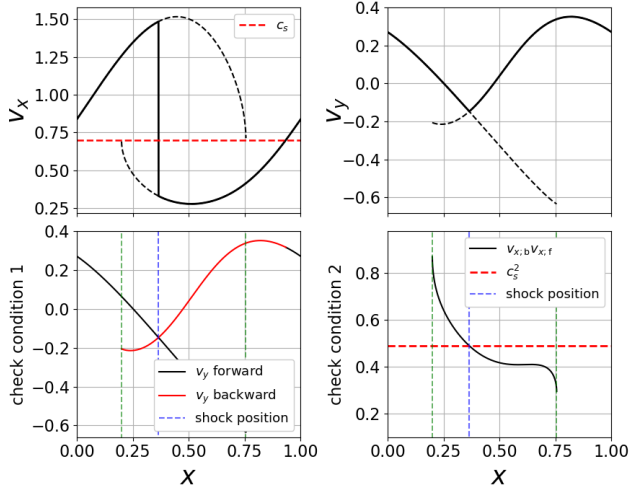 1.50
1.25
1.00
0.75
0.50
0.25
v_x
c_s
0.4
0.2
0.0
−0.2
−0.4
−0.6
v_y
0.4
0.2
0.0
−0.2
−0.4
−0.6
check condition 1
v_y forward
v_y backward
shock position
0.00 0.25 0.50 0.75 1.00
x
0.8
0.6
0.4
0.2
check condition 2
v_{x;b}v_{x;f}
c_s^2
shock position
0.00 0.25 0.50 0.75 1.00
x